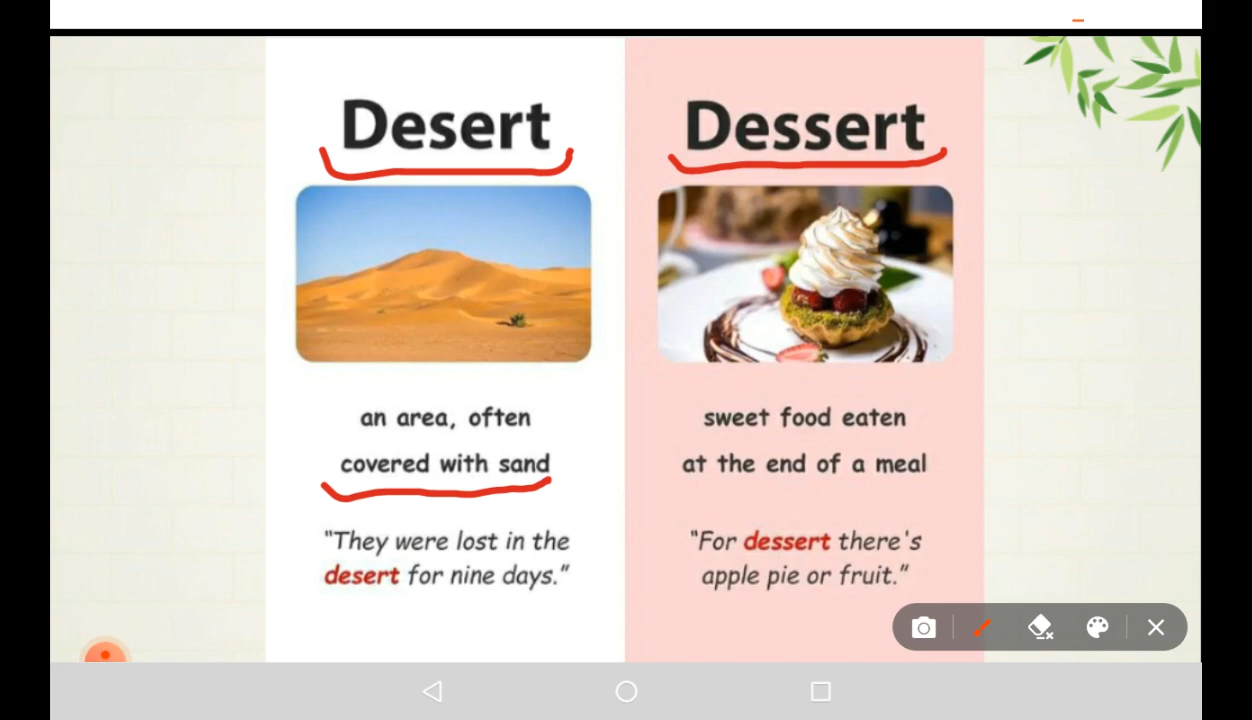 Desert
an area, often
covered with sand
"They were lost in the
desert for nine days."
Dessert
sweet food eaten
at the end of a meal
"For dessert there's
apple pie or fruit."